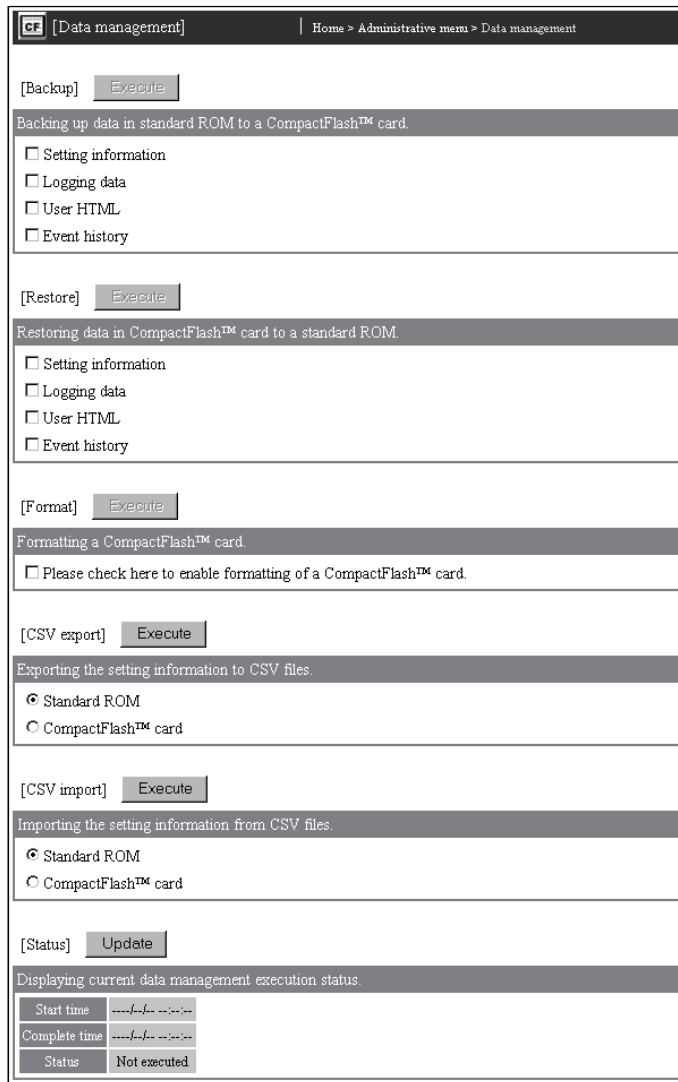 CF [Data management] Home > Administrative menu > Data management
[Backup] Execute
Backing up data in standard ROM to a CompactFlash™ card.
Setting information
Logging data
User HTML
Event history
[Restore] Execute
Restoring data in CompactFlash™ card to a standard ROM.
Setting information
Logging data
User HTML
Event history
[Format] Execute
Formatting a CompactFlash™ card.
Please check here to enable formatting of a CompactFlash™ card.
[CSV export] Execute
Exporting the setting information to CSV files.
Standard ROM
CompactFlash™ card
[CSV import] Execute
Importing the setting information from CSV files.
Standard ROM
CompactFlash™ card
[Status] Update
Displaying current data management execution status.
Start time ----/--/-- --:--:--
Complete time ----/--/-- --:--:--
Status Not executed